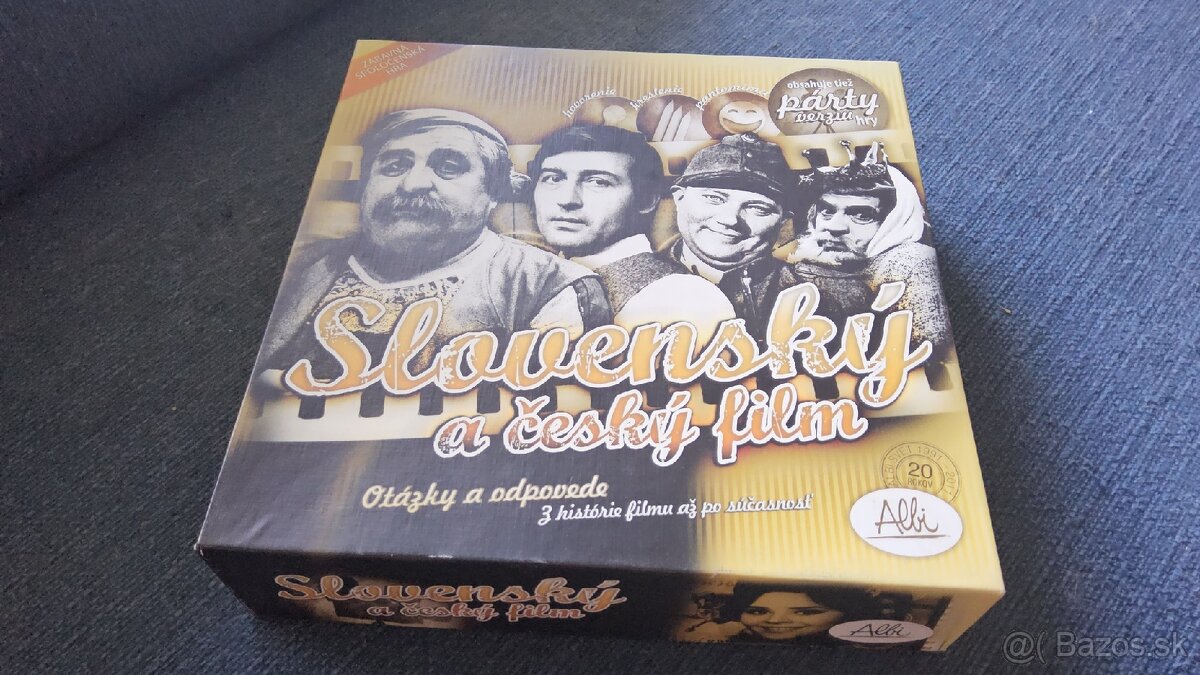 ZÁBAVNÁ
SPOLOČENSKÁ
HRA
hovorenie
kreslenie
pantomíma
obsahuje tiež
párty
verziu hry
Slovenský
a český film
Otázky a odpovede
z histórie filmu až po súčasnosť
20
ROKOV
Albi
Slovenský
a český film
Albi
@( Bazos.sk